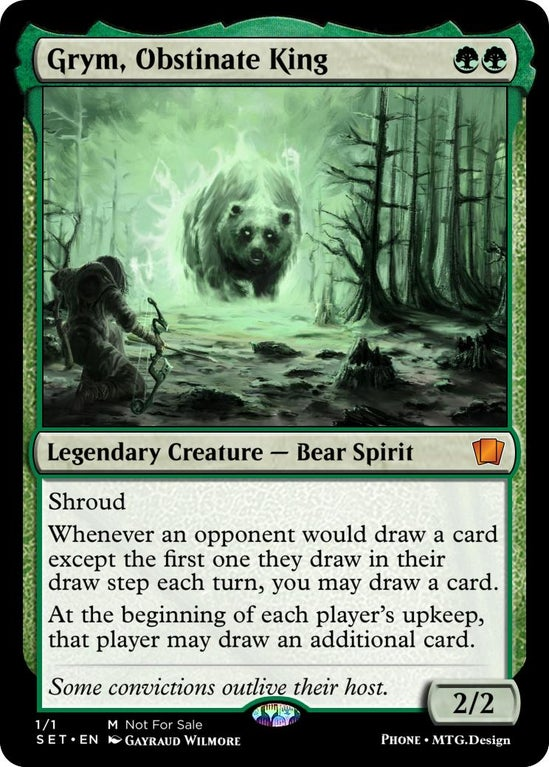 Grym, Obstinate King
Legendary Creature — Bear Spirit
Shroud
Whenever an opponent would draw a card
except the first one they draw in their
draw step each turn, you may draw a card.
At the beginning of each player's upkeep,
that player may draw an additional card.
Some convictions outlive their host.
2/2
1/1 M Not For Sale
SET • EN Gayraud Wilmore
Phone • MTG.Design